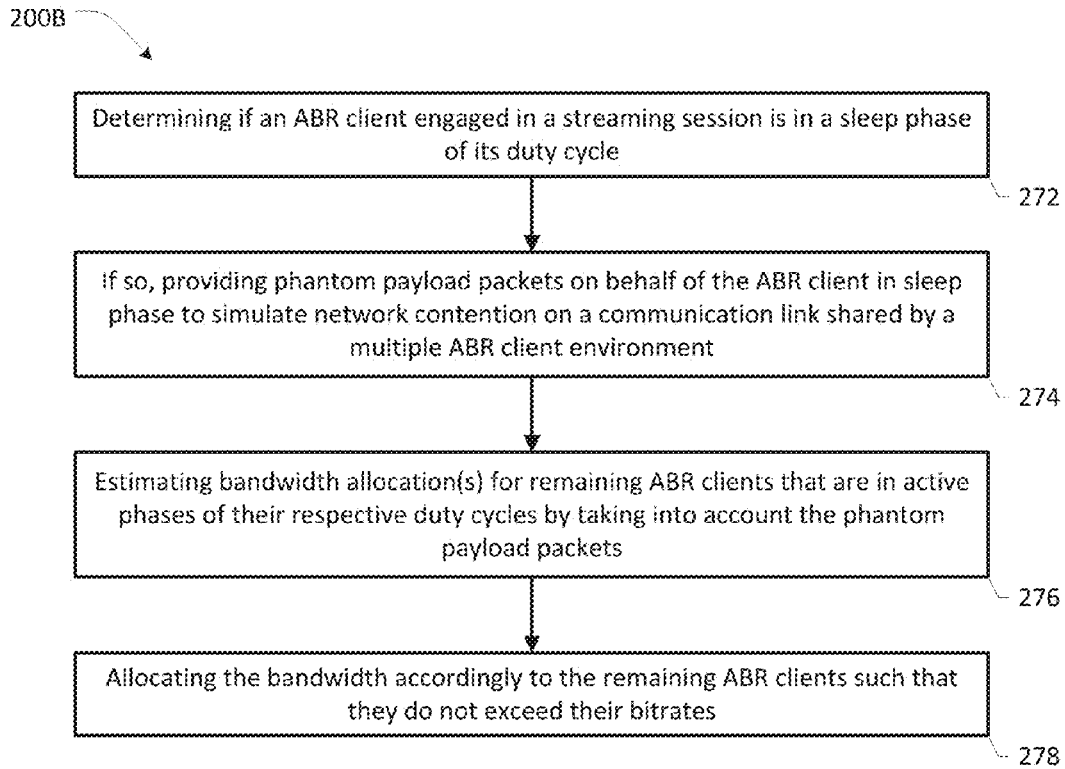 200B
Determining if an ABR client engaged in a streaming session is in a sleep phase
of its duty cycle
272
If so, providing phantom payload packets on behalf of the ABR client in sleep
phase to simulate network contention on a communication link shared by a
multiple ABR client environment
274
Estimating bandwidth allocation(s) for remaining ABR clients that are in active
phases of their respective duty cycles by taking into account the phantom
payload packets
276
Allocating the bandwidth accordingly to the remaining ABR clients such that
they do not exceed their bitrates
278